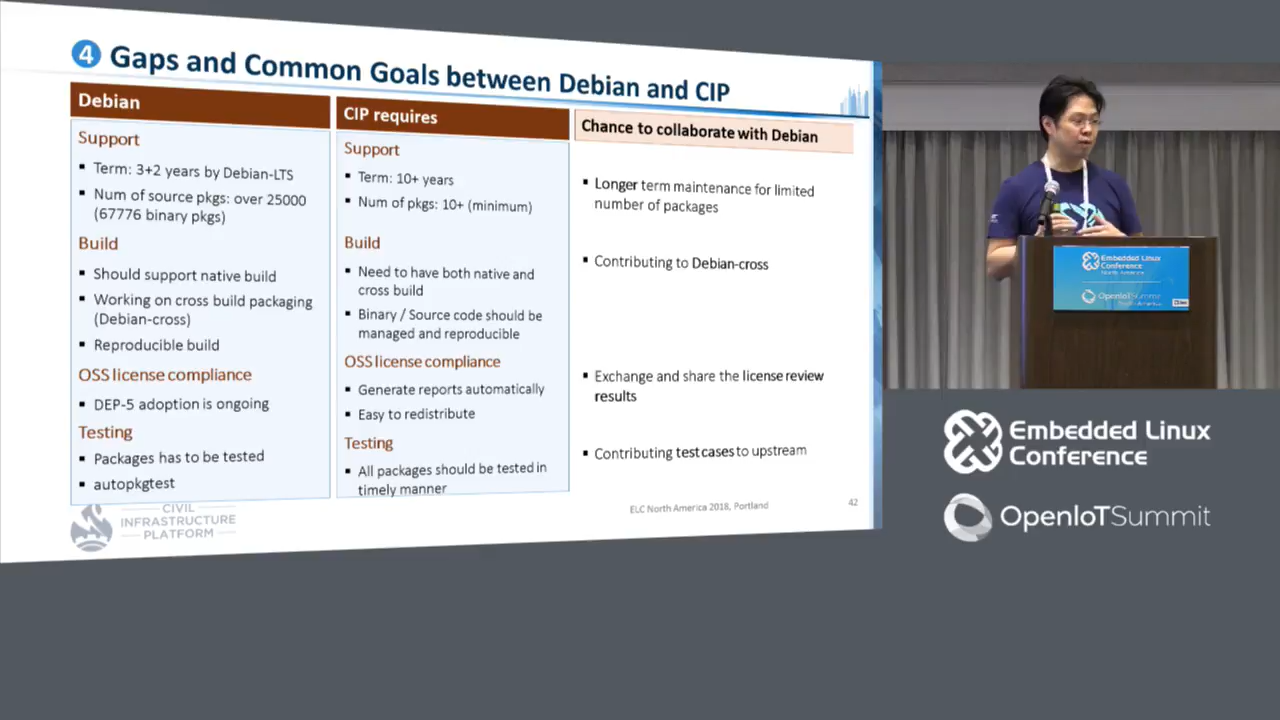 4 Gaps and Common Goals between Debian and CIP
Debian
Support
▪ Term: 3+2 years by Debian-LTS
▪ Num of source pkgs: over 25000
(67776 binary pkgs)
Build
▪ Should support native build
▪ Working on cross build packaging
(Debian-cross)
▪ Reproducible build
OSS license compliance
▪ DEP-5 adoption is ongoing
Testing
▪ Packages has to be tested
▪ autopkgtest
CIP requires
Support
▪ Term: 10+ years
▪ Num of pkgs: 10+ (minimum)
Build
▪ Need to have both native and
cross build
▪ Binary / Source code should be
managed and reproducible
OSS license compliance
▪ Generate reports automatically
▪ Easy to redistribute
Testing
▪ All packages should be tested in
timely manner
Chance to collaborate with Debian
▪ Longer term maintenance for limited
number of packages
▪ Contributing to Debian-cross
▪ Exchange and share the license review
results
▪ Contributing test cases to upstream
CIVIL
INFRASTRUCTURE
PLATFORM
ELC North America 2018, Portland
42
Embedded Linux
Conference
OpenIoTSummit
Embedded Linux
Conference
OpenIoTSummit